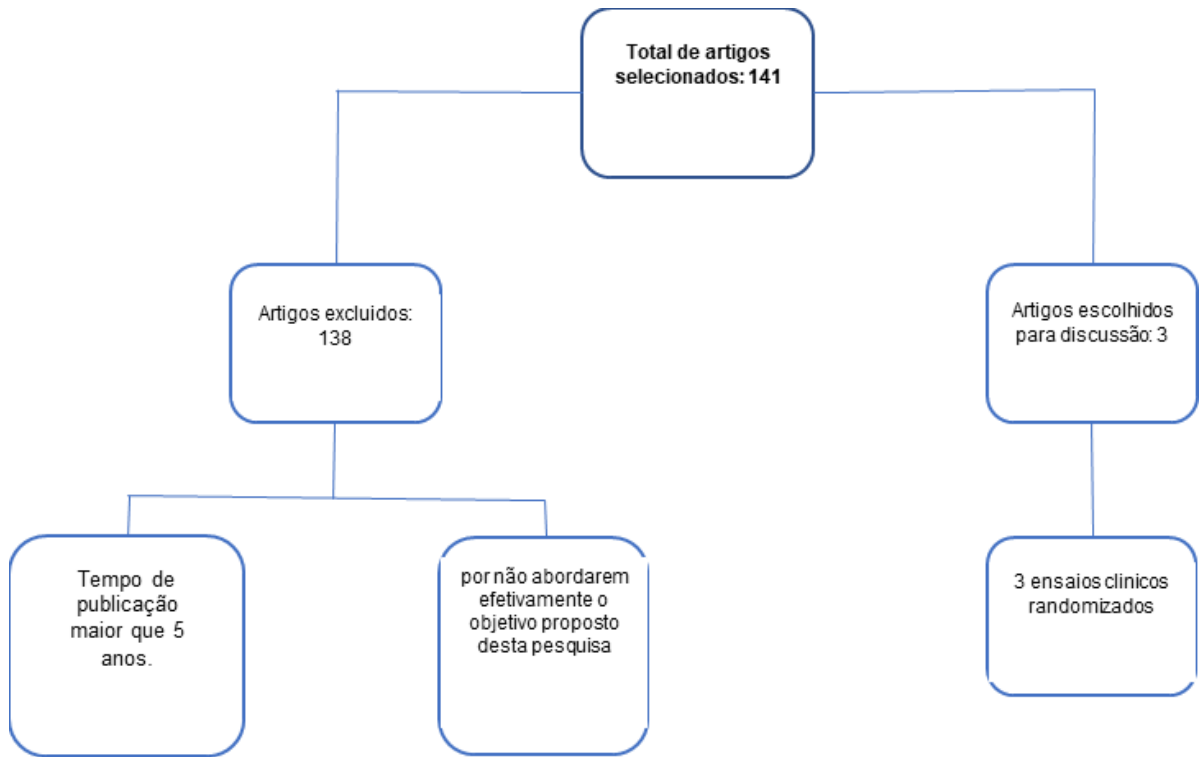 Total de artigos
selecionados: 141
Artigos excluidos:
138
Artigos escolhidos
para discussão: 3
Tempo de
publicação
maior que 5
anos.
por não abordarem
efetivamente o
objetivo proposto
desta pesquisa
3 ensaios clinicos
randomizados